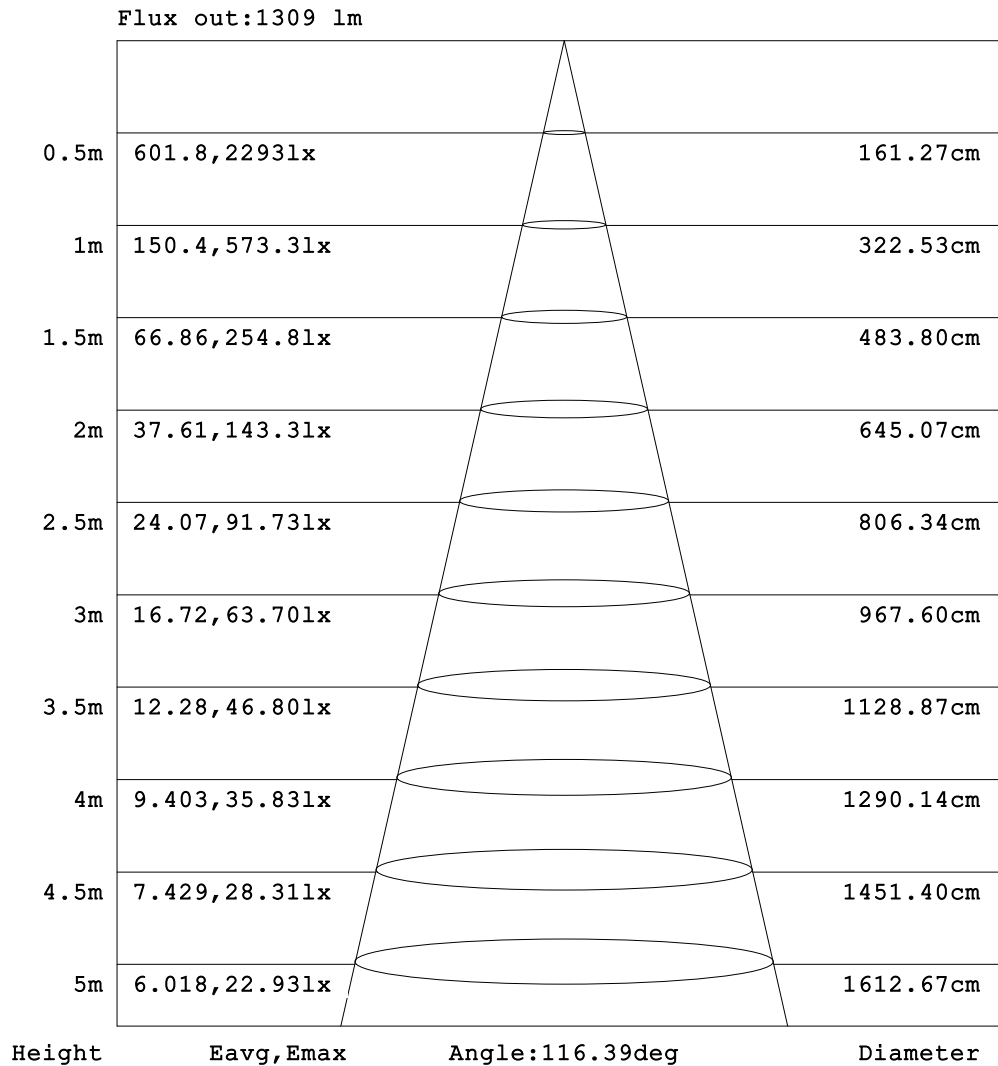 Flux out:1309 lm
0.5m 601.8,2293lx 161.27cm
1m 150.4,573.3lx 322.53cm
1.5m 66.86,254.8lx 483.80cm
2m 37.61,143.3lx 645.07cm
2.5m 24.07,91.73lx 806.34cm
3m 16.72,63.70lx 967.60cm
3.5m 12.28,46.80lx 1128.87cm
4m 9.403,35.83lx 1290.14cm
4.5m 7.429,28.31lx 1451.40cm
5m 6.018,22.93lx 1612.67cm
Height Eavg,Emax Angle:116.39deg Diameter